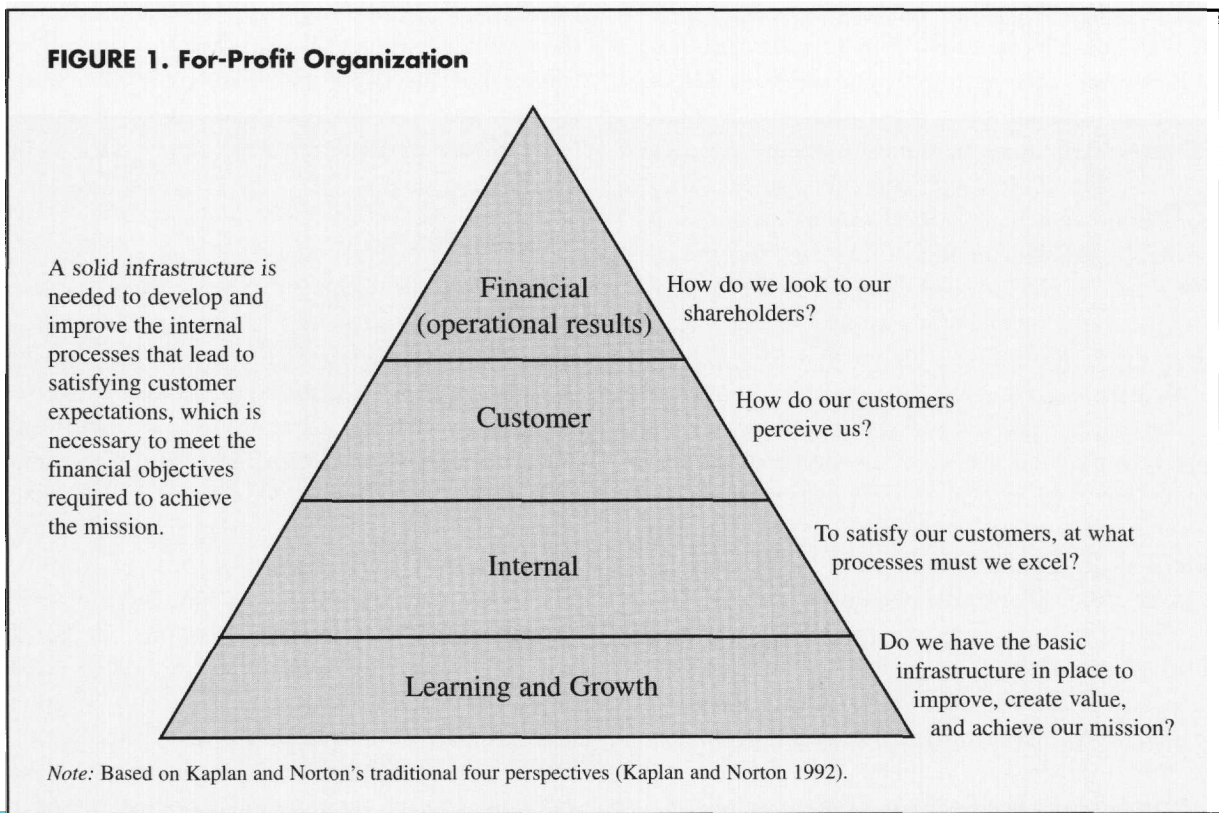 FIGURE 1. For-Profit Organization
A solid infrastructure is
needed to develop and
improve the internal
processes that lead to
satisfying customer
expectations, which is
necessary to meet the
financial objectives
required to achieve
the mission.
Financial
(operational results)
How do we look to our
shareholders?
Customer
How do our customers
perceive us?
Internal
To satisfy our customers, at what
processes must we excel?
Learning and Growth
Do we have the basic
infrastructure in place to
improve, create value,
and achieve our mission?
Note: Based on Kaplan and Norton's traditional four perspectives (Kaplan and Norton 1992).